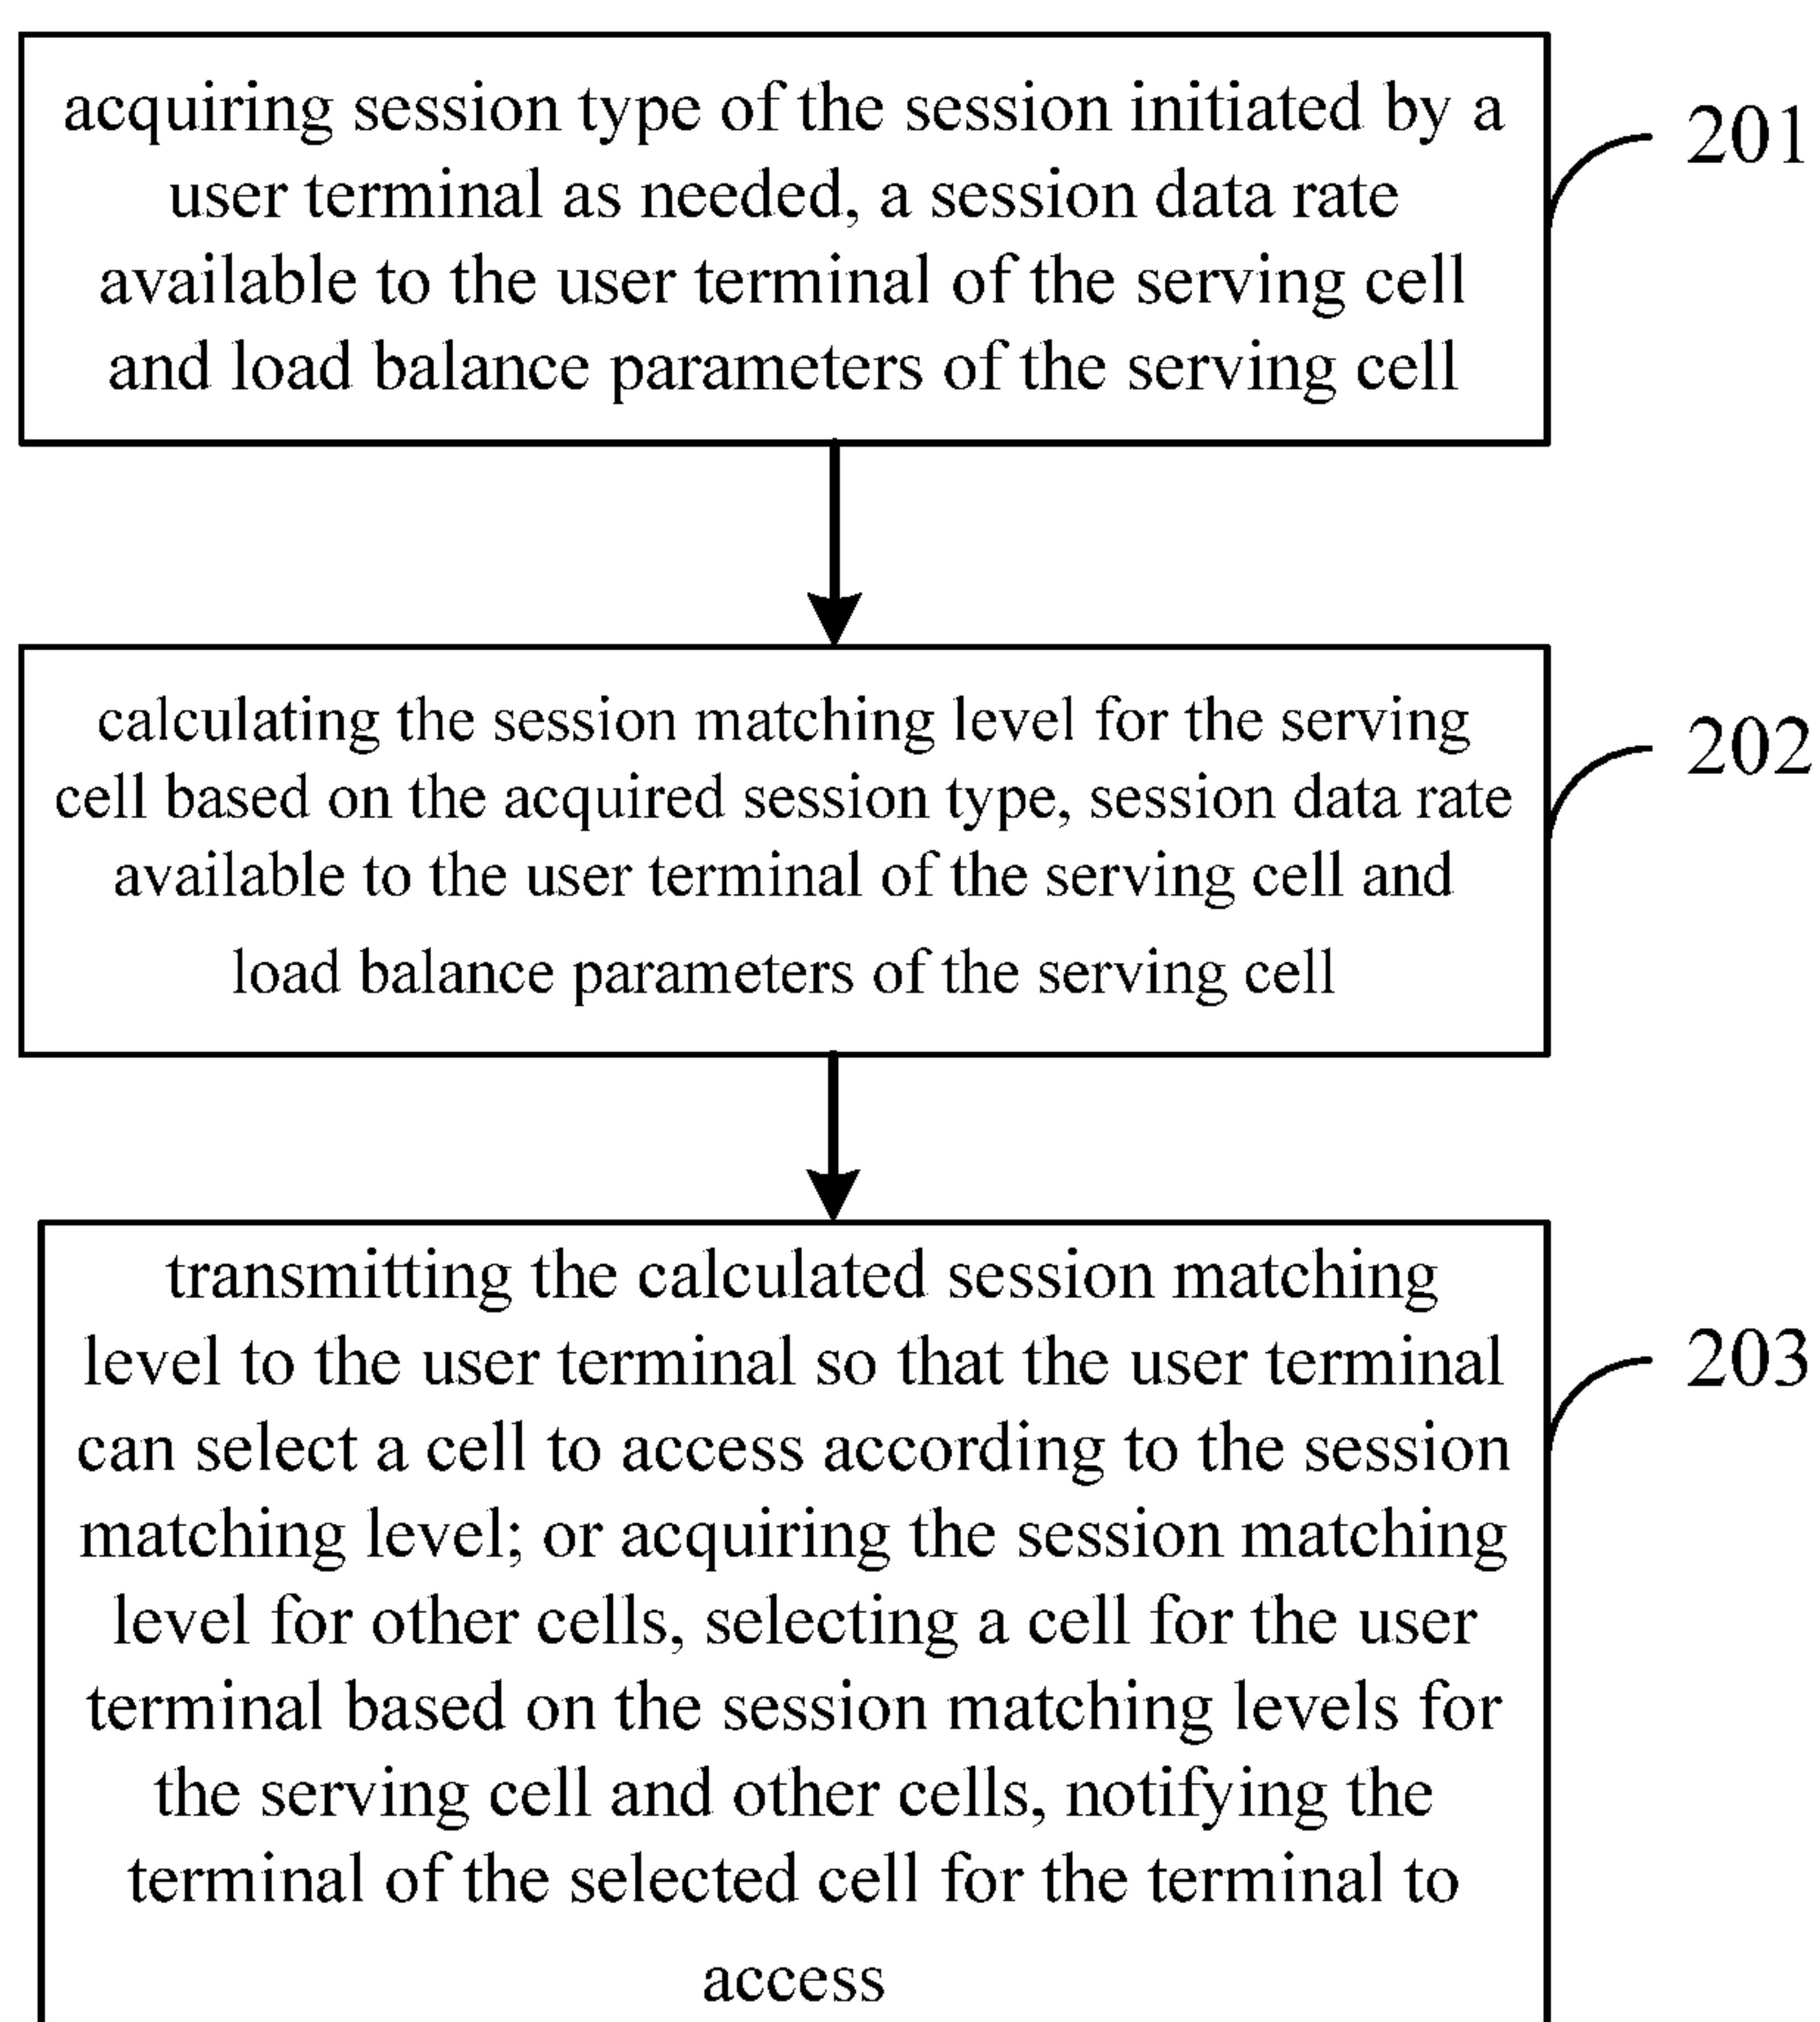 acquiring session type of the session initiated by a
user terminal as needed, a session data rate
available to the user terminal of the serving cell
and load balance parameters of the serving cell
201
calculating the session matching level for the serving
cell based on the acquired session type, session data rate
available to the user terminal of the serving cell and
load balance parameters of the serving cell
202
transmitting the calculated session matching
level to the user terminal so that the user terminal
can select a cell to access according to the session
matching level; or acquiring the session matching
level for other cells, selecting a cell for the user
terminal based on the session matching levels for
the serving cell and other cells, notifying the
terminal of the selected cell for the terminal to
access
203